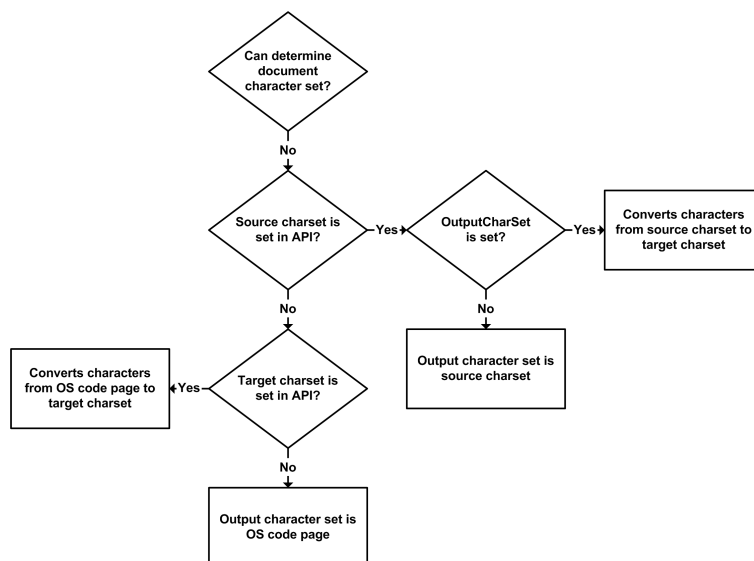 Can determine
document
character set?
No
Source charset is
set in API?
Yes
OutputCharSet
is set?
Yes
Converts characters
from source charset to
target charset
No
No
Output character set is
source charset
Converts characters
from OS code page to
target charset
Yes
Target charset is
set in API?
No
Output character set is
OS code page